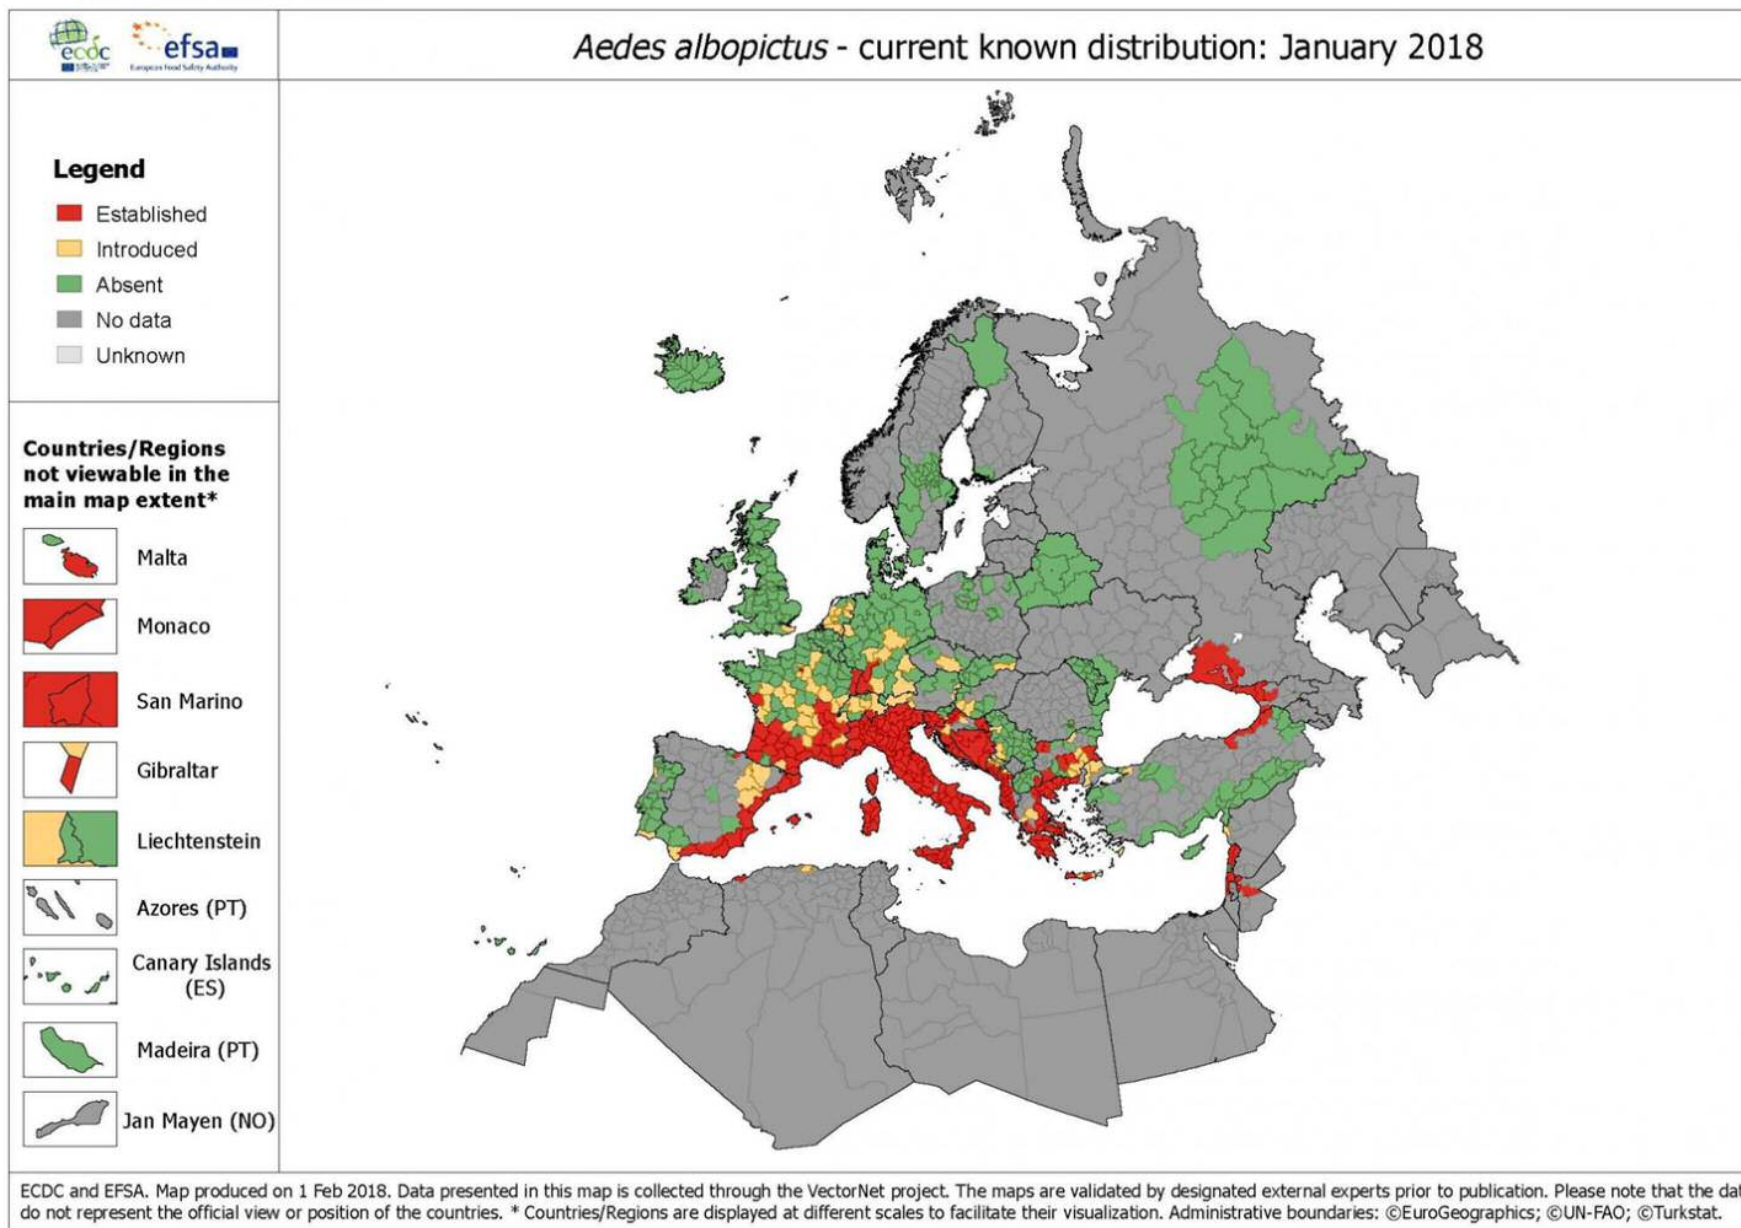 ecdc
efsa
European Food Safety Authority
Aedes albopictus - current known distribution: January 2018
Legend
Established
Introduced
Absent
No data
Unknown
Countries/Regions
not viewable in the
main map extent*
Malta
Monaco
San Marino
Gibraltar
Liechtenstein
Azores (PT)
Canary Islands
(ES)
Madeira (PT)
Jan Mayen (NO)
ECDC and EFSA. Map produced on 1 Feb 2018. Data presented in this map is collected through the VectorNet project. The maps are validated by designated external experts prior to publication. Please note that the dat
do not represent the official view or position of the countries. * Countries/Regions are displayed at different scales to facilitate their visualization. Administrative boundaries: ©EuroGeographics; ©UN-FAO; ©Turkstat.